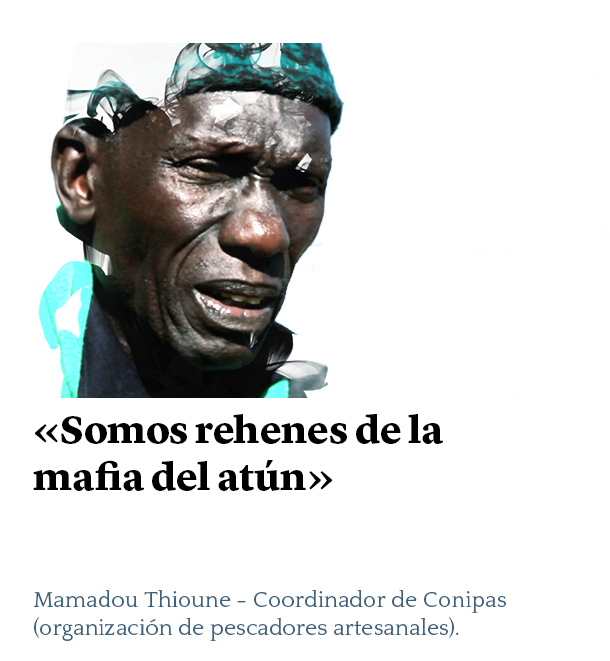 «Somos rehenes de la
mafia del atún»
Mamadou Thioune - Coordinador de Conipas
(organización de pescadores artesanales).